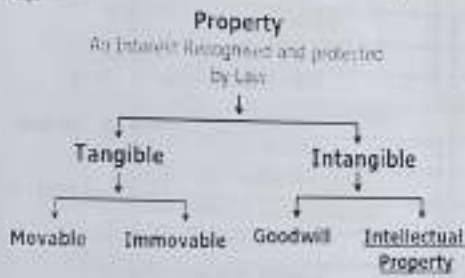 Property
An Interest Recognised and protected
by Law
Tangible Intangible
Movable Immovable Goodwill Intellectual
Property